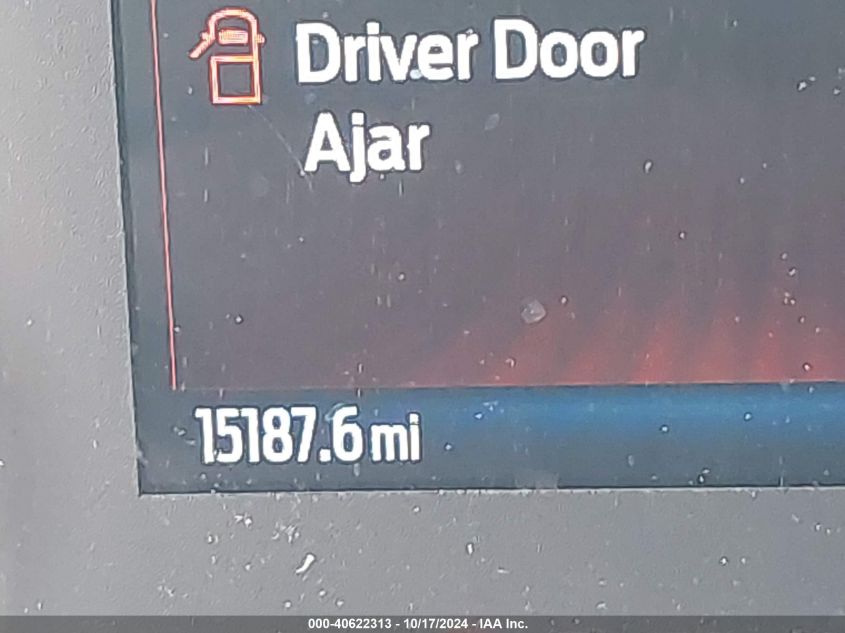 Driver Door
Ajar
15187.6 mi
000-40622313 - 10/17/2024 - IAA Inc.